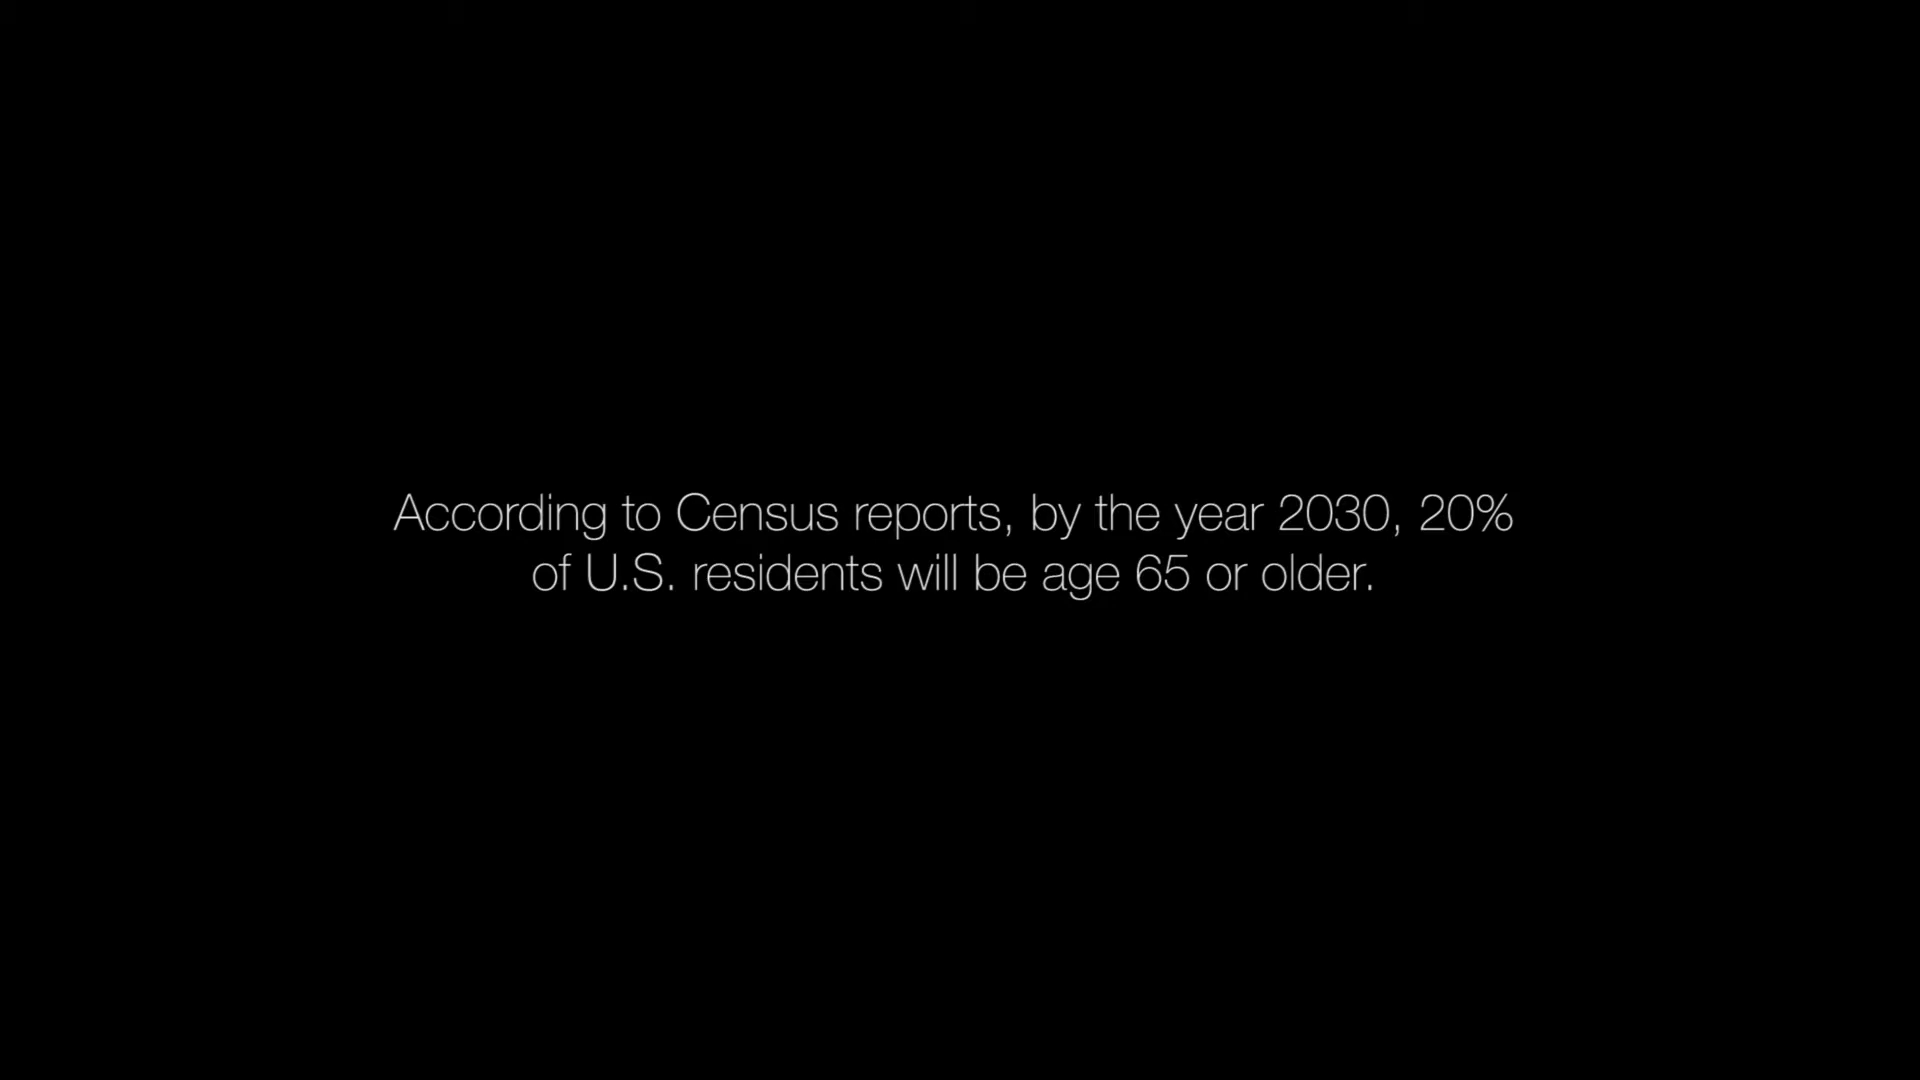 According to Census reports, by the year 2030, 20%
of U.S. residents will be age 65 or older.